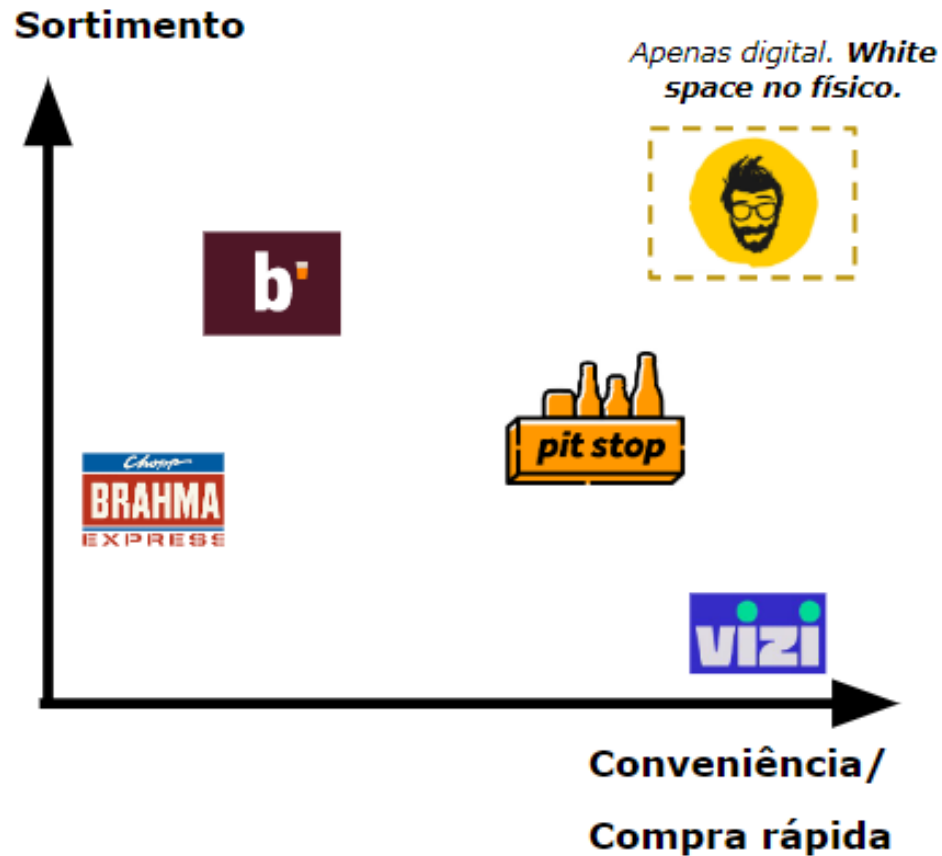 Sortimento
Apenas digital. White
space no físico.
b
pit stop
Chopp
BRAHMA
EXPRESS
vizi
Conveniência/
Compra rápida